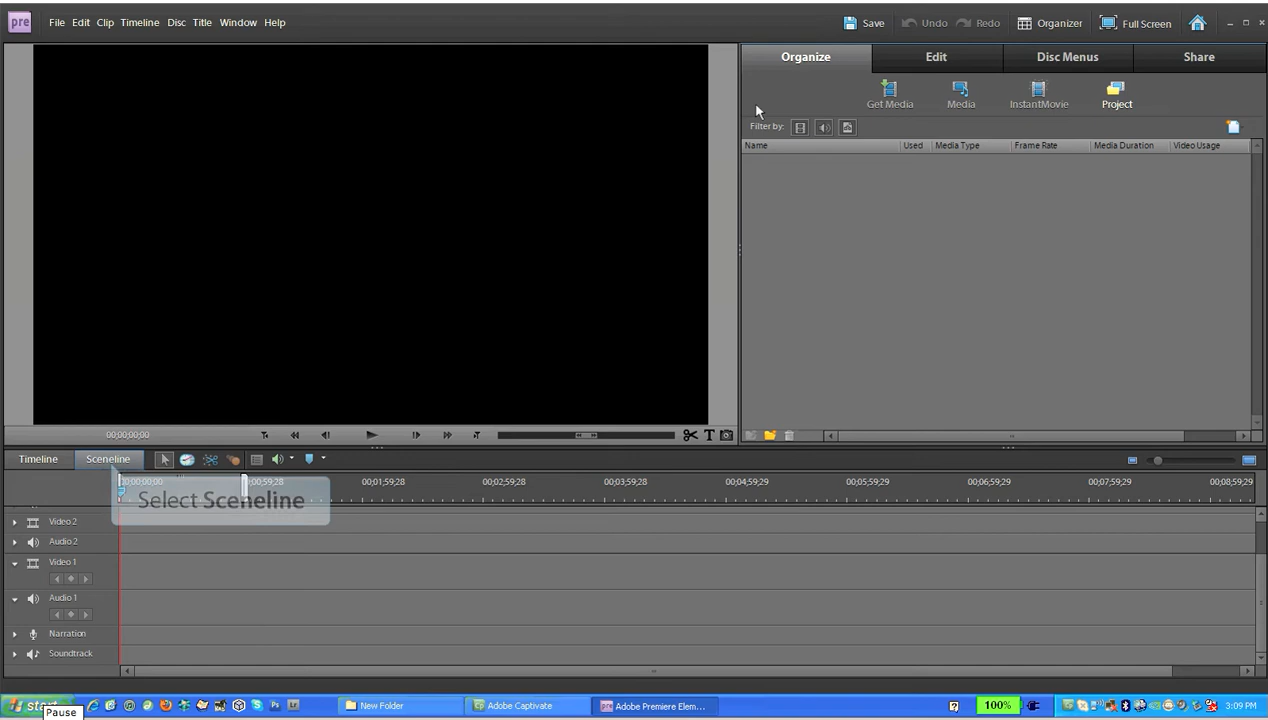 pre File Edit Clip Timeline Disc Title Window Help Save Undo Redo Organizer Full Screen
Organize Edit Disc Menus Share
Get Media Media InstantMovie Project
Filter by:
Name Used Media Type Frame Rate Media Duration Video Usage
00;00;00;00
Timeline Sceneline
00;00;00;00 00;59;28 00;01;59;28 00;02;59;28 00;03;59;28 00;04;59;29 00;05;59;29 00;06;59;29 00;07;59;29 00;08;59;29
Select Sceneline
Video 2
Audio 2
Video 1
Audio 1
Narration
Soundtrack
start New Folder Adobe Captivate pre Adobe Premiere Elem... 100% 3:09 PM
Pause